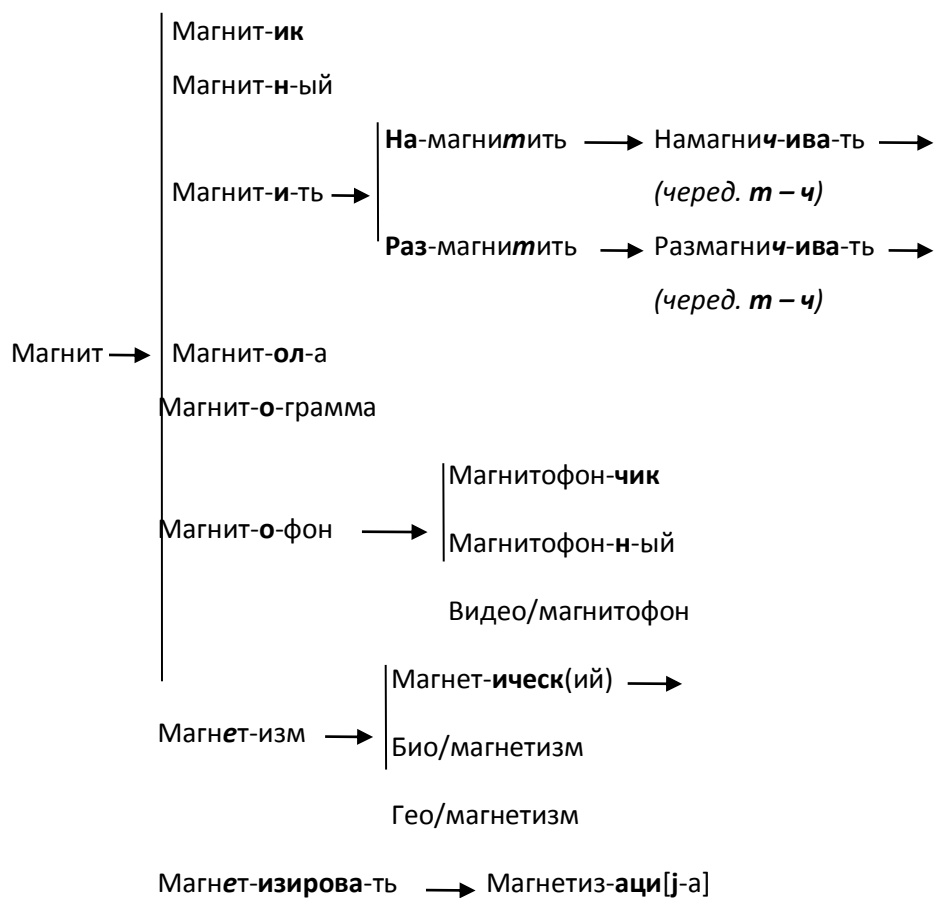 Магнит-ик
Магнит-н-ый
На-магнитить Намагнич-ива-ть
Магнит-и-ть (черед. т – ч)
Раз-магнитить Размагнич-ива-ть
(черед. т – ч)
Магнит Магнит-ол-а
Магнит-о-грамма
Магнитофон-чик
Магнит-о-фон Магнитофон-н-ый
Видео/магнитофон
Магнет-ическ(ий)
Магнет-изм
Био/магнетизм
Гео/магнетизм
Магнет-изирова-ть Магнетиз-аци[j-а]